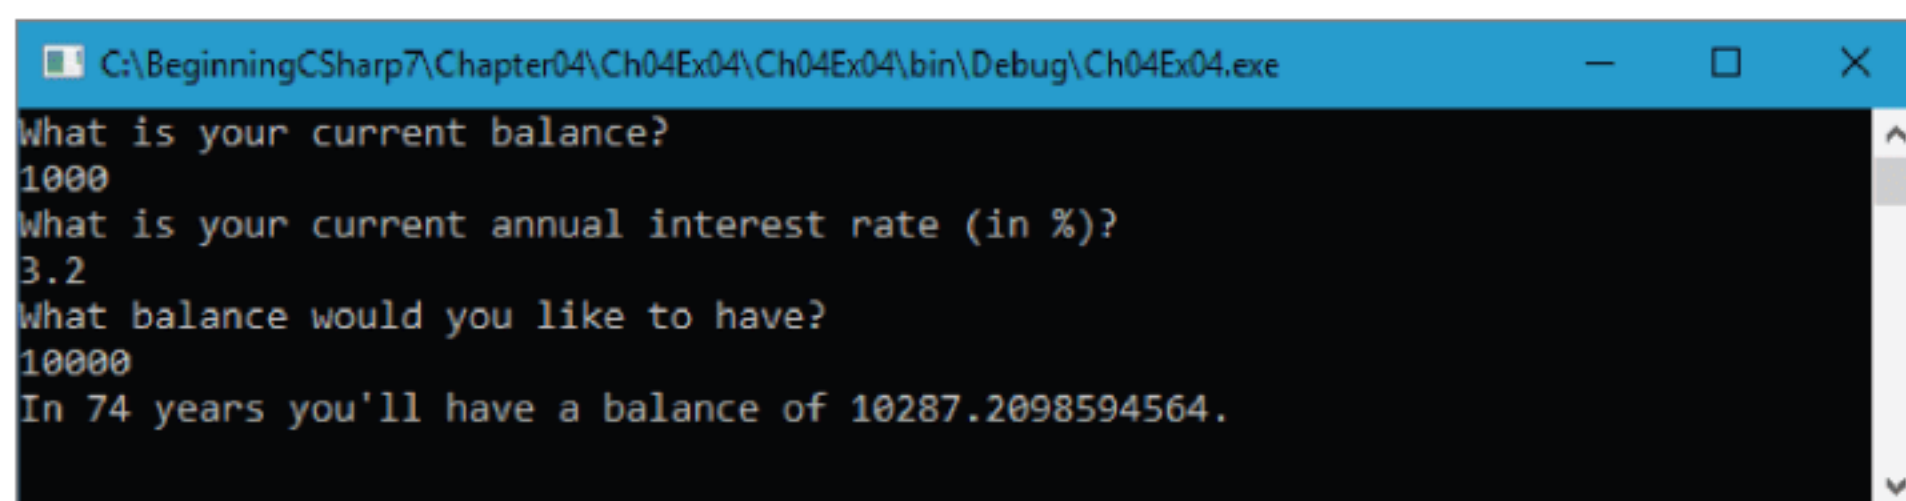 C:\BeginningCSharp7\Chapter04\Ch04Ex04\Ch04Ex04\bin\Debug\Ch04Ex04.exe
What is your current balance?
1000
What is your current annual interest rate (in %)?
3.2
What balance would you like to have?
10000
In 74 years you'll have a balance of 10287.2098594564.